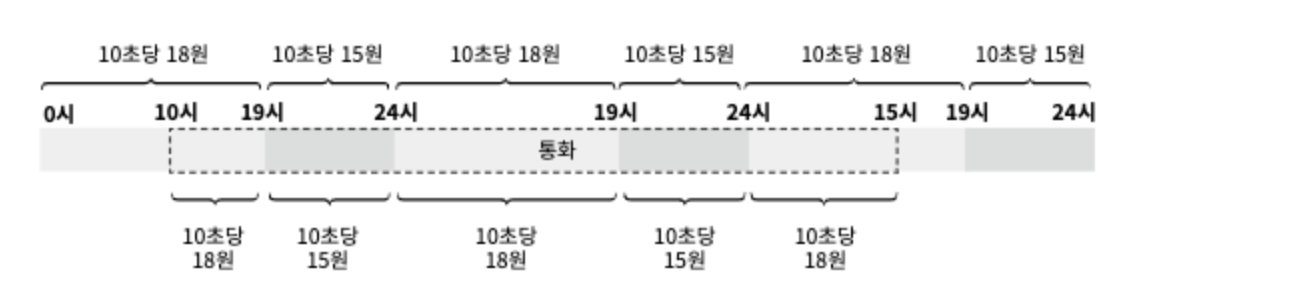 10초당 18원 10초당 15원 10초당 18원 10초당 15원 10초당 18원 10초당 15원
0시 10시 19시 24시 19시 24시 15시 19시 24시
통화
10초당 10초당 10초당 10초당 10초당
18원 15원 18원 15원 18원